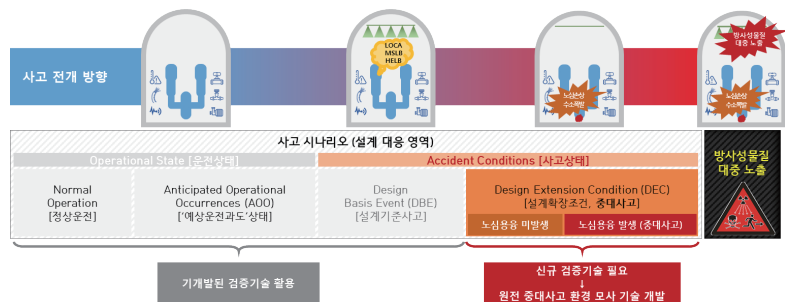 사고 전개 방향
LOCA
MSLB
HELB
노심손상
수소폭발
방사성물질
대중 노출
노심손상
수소폭발
사고 시나리오 (설계 대응 영역)
Operational State [운전상태]
Accident Conditions [사고상태]
Normal
Operation
[정상운전]
Anticipated Operational
Occurrences (AOO)
['예상운전과도'상태]
Design
Basis Event (DBE)
[설계기준사고]
Design Extension Condition (DEC)
[설계확장조건, 중대사고]
노심용융 미발생
노심용융 발생 (중대사고)
방사성물질
대중 노출
기개발된 검증기술 활용
신규 검증기술 필요
↓
원전 중대사고 환경 모사 기술 개발